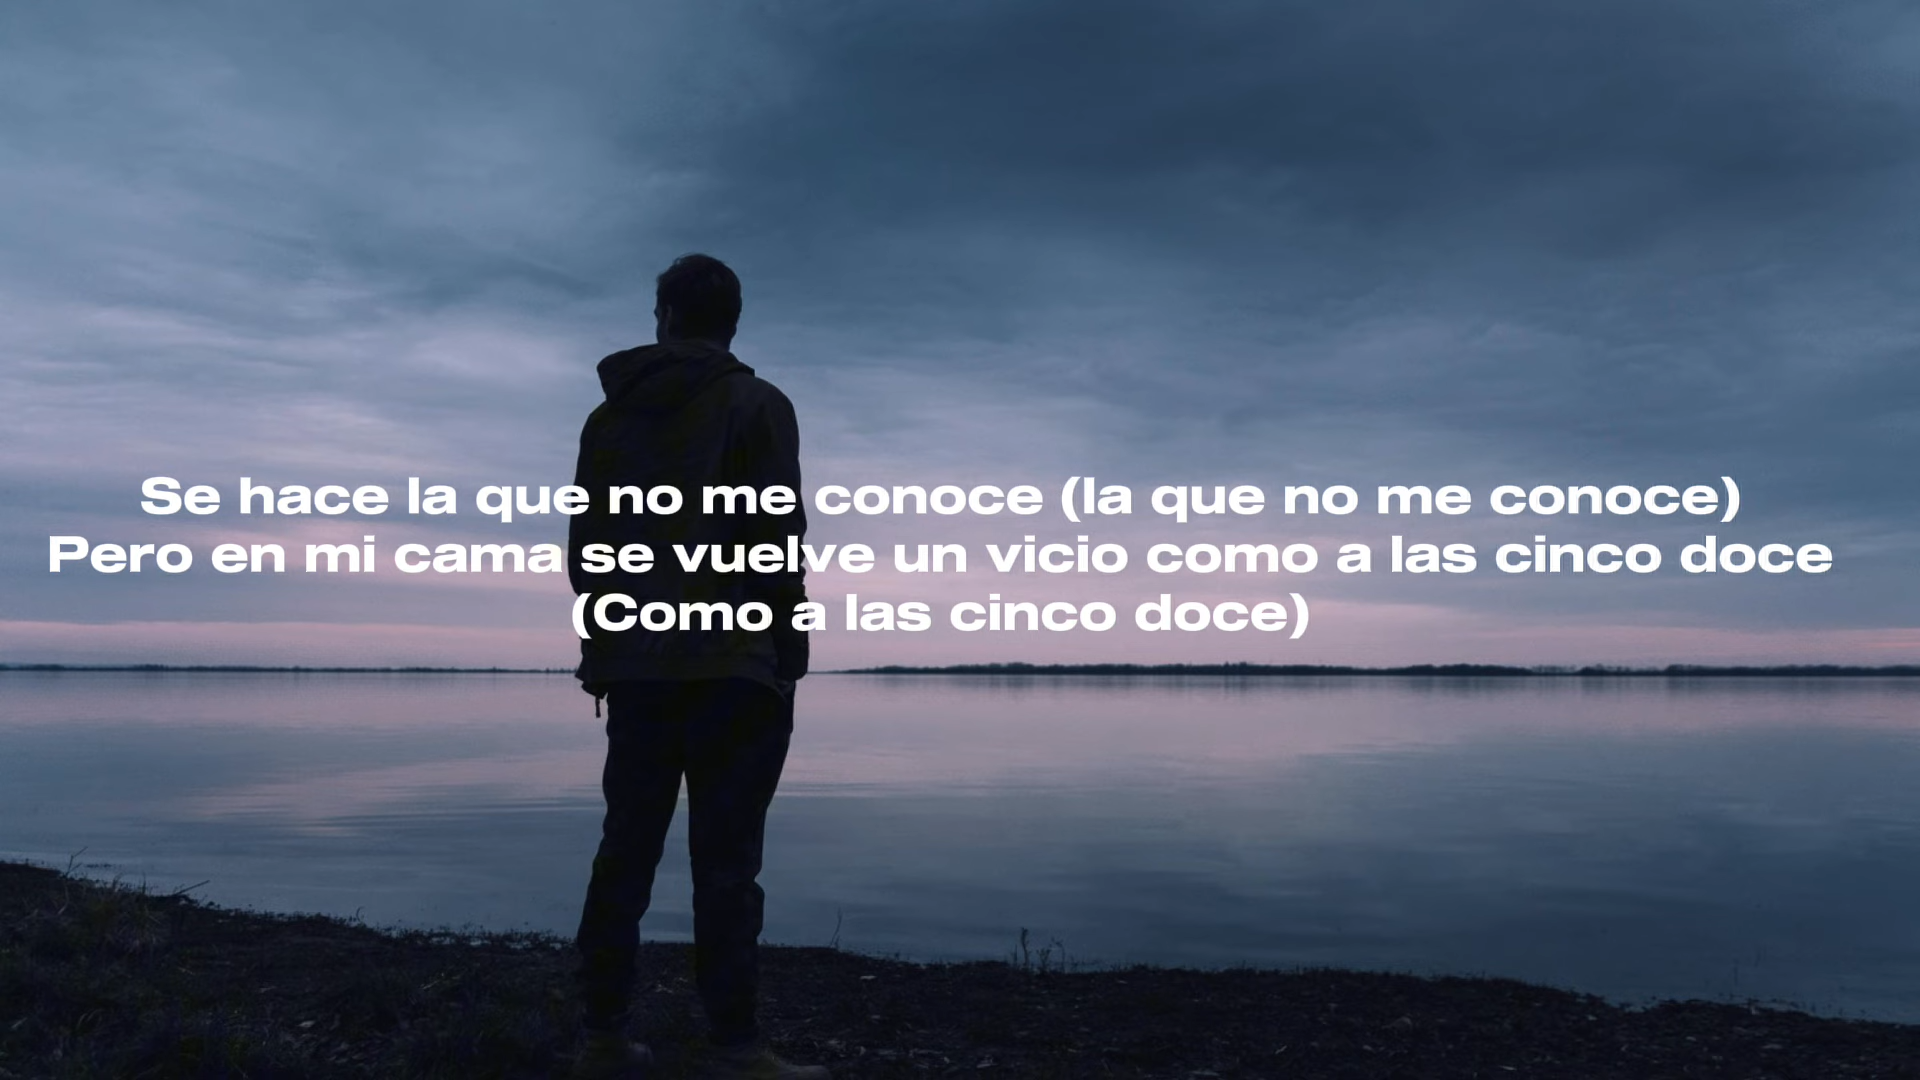 Se hace la que no me conoce (la que no me conoce)
Pero en mi cama se vuelve un vicio como a las cinco doce
(Como a las cinco doce)